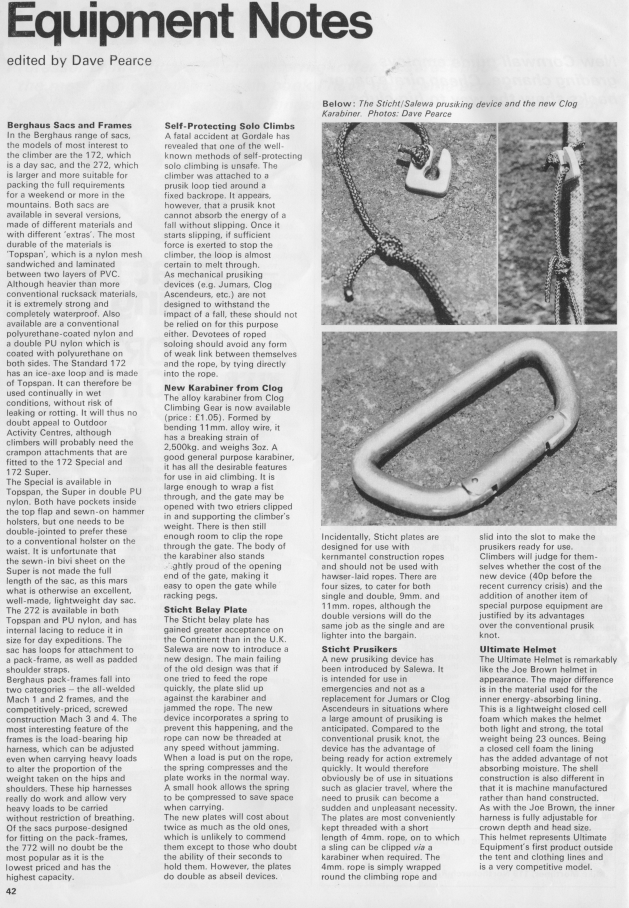 Equipment Notes
edited by Dave Pearce
Berghaus Sacs and Frames
In the Berghaus range of sacs,
the models of most interest to
the climber are the 172, which
is a day sac, and the 272, which
is larger and more suitable for
packing the full requirements
for a weekend or more in the
mountains. Both sacs are
available in several versions,
made of different materials and
with different 'extras'. The most
durable of the materials is
'Topspan', which is a nylon mesh
sandwiched and laminated
between two layers of PVC.
Although heavier than more
conventional rucksack materials,
it is extremely strong and
completely waterproof. Also
available are a conventional
polyurethane-coated nylon and
a double PU nylon which is
coated with polyurethane on
both sides. The Standard 172
has an ice-axe loop and is made
of Topspan. It can therefore be
used continually in wet
conditions, without risk of
leaking or rotting. It will thus no
doubt appeal to Outdoor
Activity Centres, although
climbers will probably need the
crampon attachments that are
fitted to the 172 Special and
172 Super.
The Special is available in
Topspan, the Super in double PU
nylon. Both have pockets inside
the top flap and sewn-on hammer
holsters, but one needs to be
double-jointed to prefer these
to a conventional holster on the
waist. It is unfortunate that
the sewn-in bivi sheet on the
Super is not made the full
length of the sac, as this mars
what is otherwise an excellent,
well-made, lightweight day sac.
The 272 is available in both
Topspan and PU nylon, and has
internal lacing to reduce it in
size for day expeditions. The
sac has loops for attachment to
a pack-frame, as well as padded
shoulder straps.
Berghaus pack-frames fall into
two categories – the all-welded
Mach 1 and 2 frames, and the
competitively-priced, screwed
construction Mach 3 and 4. The
most interesting feature of the
frames is the load-bearing hip
harness, which can be adjusted
even when carrying heavy loads
to alter the proportion of the
weight taken on the hips and
shoulders. These hip harnesses
really do work and allow very
heavy loads to be carried
without restriction of breathing.
Of the sacs purpose-designed
for fitting on the pack-frames,
the 772 will no doubt be the
most popular as it is the
lowest priced and has the
highest capacity.
42
Self-Protecting Solo Climbs
A fatal accident at Gordale has
revealed that one of the well-
known methods of self-protecting
solo climbing is unsafe. The
climber was attached to a
prusik loop tied around a
fixed backrope. It appears,
however, that a prusik knot
cannot absorb the energy of a
fall without slipping. Once it
starts slipping, if sufficient
force is exerted to stop the
climber, the loop is almost
certain to melt through.
As mechanical prusiking
devices (e.g. Jumars, Clog
Ascendeurs, etc.) are not
designed to withstand the
impact of a fall, these should not
be relied on for this purpose
either. Devotees of roped
soloing should avoid any form
of weak link between themselves
and the rope, by tying directly
into the rope.
New Karabiner from Clog
The alloy karabiner from Clog
Climbing Gear is now available
(price: £1.05). Formed by
bending 11mm. alloy wire, it
has a breaking strain of
2,500kg. and weighs 3oz. A
good general purpose karabiner,
it has all the desirable features
for use in aid climbing. It is
large enough to wrap a fist
through, and the gate may be
opened with two etriers clipped
in and supporting the climber's
weight. There is then still
enough room to clip the rope
through the gate. The body of
the karabiner also stands
ghtly proud of the opening
end of the gate, making it
easy to open the gate while
racking pegs.
Sticht Belay Plate
The Sticht belay plate has
gained greater acceptance on
the Continent than in the U.K.
Salewa are now to introduce a
new design. The main failing
of the old design was that if
one tried to feed the rope
quickly, the plate slid up
against the karabiner and
jammed the rope. The new
device incorporates a spring to
prevent this happening, and the
rope can now be threaded at
any speed without jamming.
When a load is put on the rope,
the spring compresses and the
plate works in the normal way.
A small hook allows the spring
to be compressed to save space
when carrying.
The new plates will cost about
twice as much as the old ones,
which is unlikely to commend
them except to those who doubt
the ability of their seconds to
hold them. However, the plates
do double as abseil devices.
Below: The Sticht/Salewa prusiking device and the new Clog
Karabiner. Photos: Dave Pearce
Incidentally, Sticht plates are
designed for use with
kernmantel construction ropes
and should not be used with
hawser-laid ropes. There are
four sizes, to cater for both
single and double, 9mm. and
11mm. ropes, although the
double versions will do the
same job as the single and are
lighter into the bargain.
Sticht Prusikers
A new prusiking device has
been introduced by Salewa. It
is intended for use in
emergencies and not as a
replacement for Jumars or Clog
Ascendeurs in situations where
a large amount of prusiking is
anticipated. Compared to the
conventional prusik knot, the
device has the advantage of
being ready for action extremely
quickly. It would therefore
obviously be of use in situations
such as glacier travel, where the
need to prusik can become a
sudden and unpleasant necessity.
The plates are most conveniently
kept threaded with a short
length of 4mm. rope, on to which
a sling can be clipped via a
karabiner when required. The
4mm. rope is simply wrapped
round the climbing rope and
slid into the slot to make the
prusikers ready for use.
Climbers will judge for them-
selves whether the cost of the
new device (40p before the
recent currency crisis) and the
addition of another item of
special purpose equipment are
justified by its advantages
over the conventional prusik
knot.
Ultimate Helmet
The Ultimate Helmet is remarkably
like the Joe Brown helmet in
appearance. The major difference
is in the material used for the
inner energy-absorbing lining.
This is a lightweight closed cell
foam which makes the helmet
both light and strong, the total
weight being 23 ounces. Being
a closed cell foam the lining
has the added advantage of not
absorbing moisture. The shell
construction is also different in
that it is machine manufactured
rather than hand constructed.
As with the Joe Brown, the inner
harness is fully adjustable for
crown depth and head size.
This helmet represents Ultimate
Equipment's first product outside
the tent and clothing lines and
is a very competitive model.